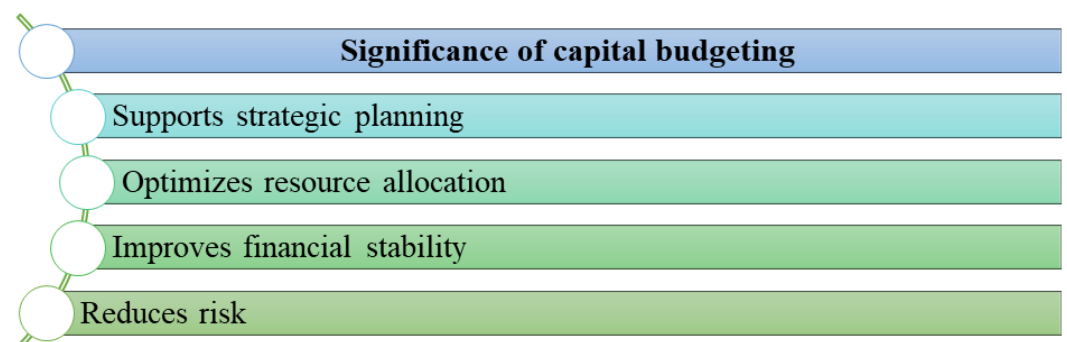 Significance of capital budgeting
Supports strategic planning
Optimizes resource allocation
Improves financial stability
Reduces risk